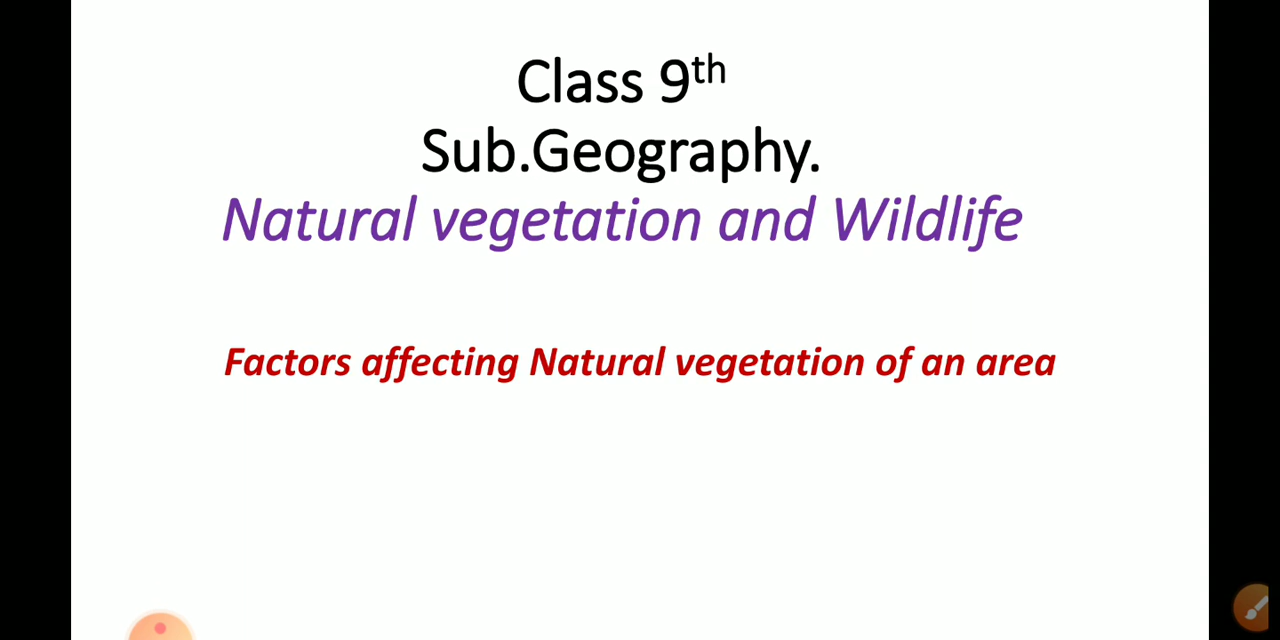 Class 9th
Sub.Geography.
Natural vegetation and Wildlife
Factors affecting Natural vegetation of an area